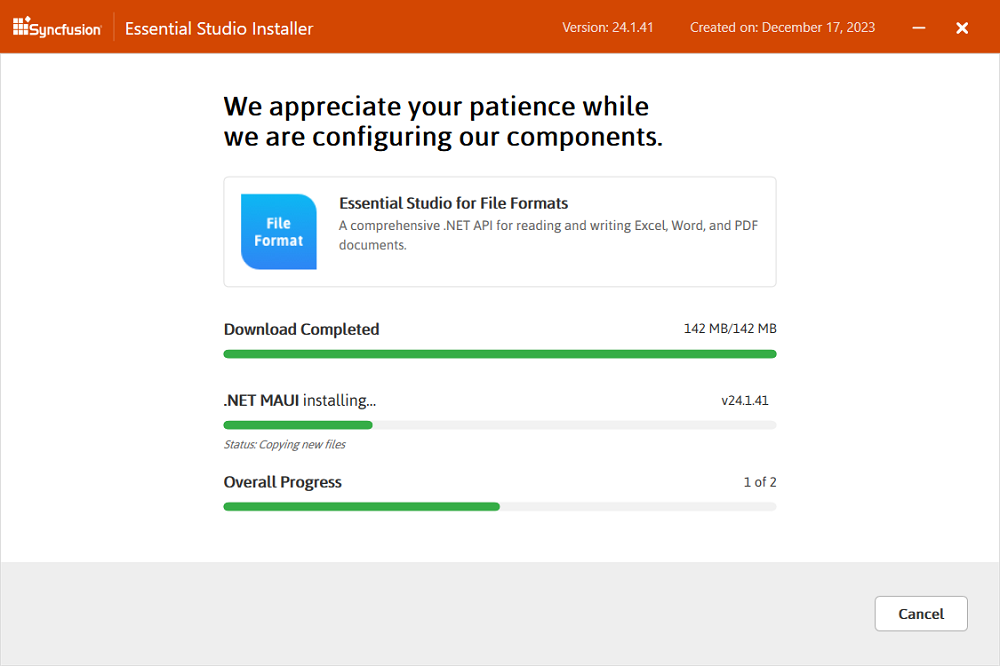 Syncfusion Essential Studio Installer Version: 24.1.41 Created on: December 17, 2023
We appreciate your patience while
we are configuring our components.
File
Format
Essential Studio for File Formats
A comprehensive .NET API for reading and writing Excel, Word, and PDF
documents.
Download Completed 142 MB/142 MB
.NET MAUI installing... v24.1.41
Status: Copying new files
Overall Progress 1 of 2
Cancel